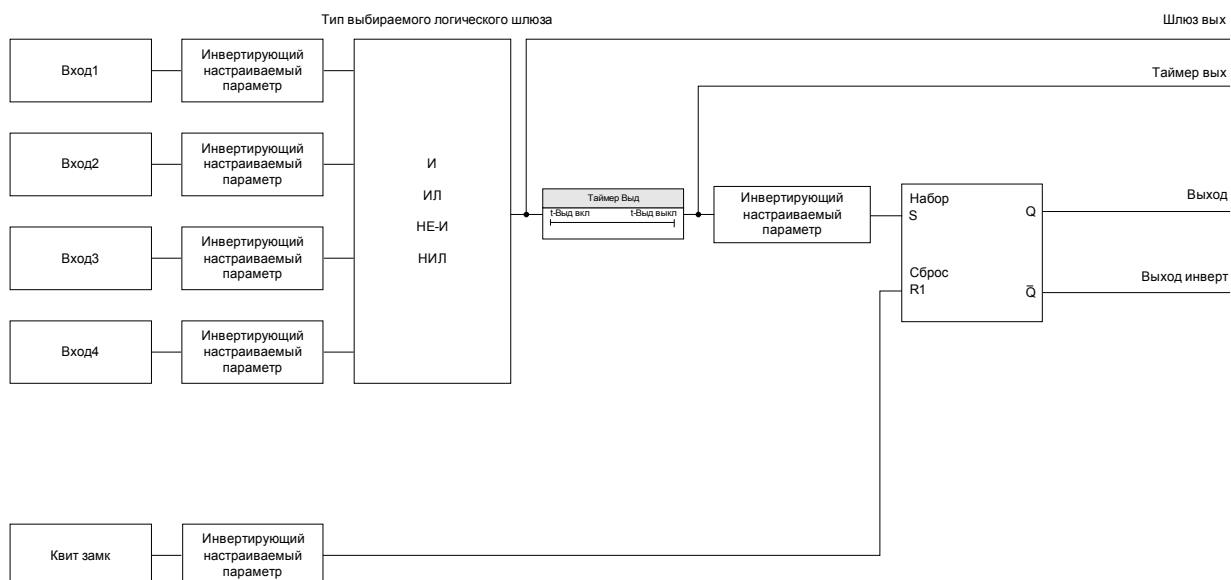 Тип выбираемого логического шлюза
Шлюз вых
Вход1
Инвертирующий
настраиваемый
параметр
Таймер вых
Вход2
Инвертирующий
настраиваемый
параметр
И
ИЛ
НЕ-И
НИЛ
Таймер Выд
t-Выд вкл
t-Выд выкл
Инвертирующий
настраиваемый
параметр
Набор
S
Q
Выход
Вход3
Инвертирующий
настраиваемый
параметр
Сброс
R1
Q̅
Выход инверт
Вход4
Инвертирующий
настраиваемый
параметр
Квит замк
Инвертирующий
настраиваемый
параметр